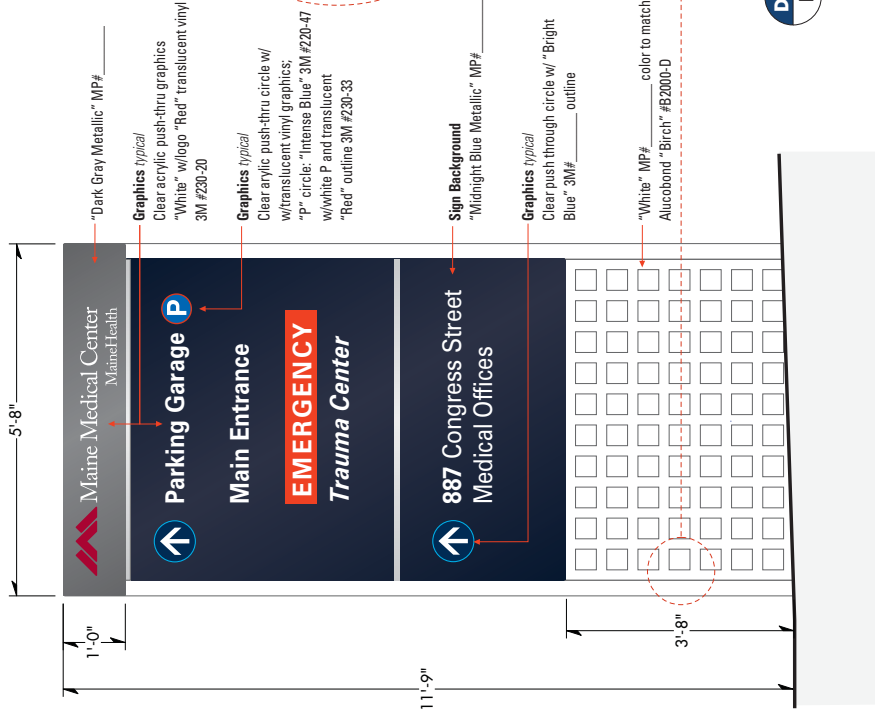 5'-8"
1'-0"
11'-9"
3'-8"
Maine Medical Center
MaineHealth
Parking Garage P
Main Entrance
EMERGENCY
Trauma Center
887 Congress Street
Medical Offices
"Dark Gray Metallic" MP#______
Graphics typical
Clear acrylic push-thru graphics
"White" w/logo "Red" translucent vinyl
3M #230-20
Graphics typical
Clear arylic push-thru circle w/
w/translucent vinyl graphics;
"P" circle: "Intense Blue" 3M #220-47
w/white P and translucent
"Red" outline 3M #230-33
Sign Background
"Midnight Blue Metallic" MP#______
Graphics typical
Clear push through circle w/ "Bright
Blue" 3M#______ outline
"White" MP#______ color to match
Alucobond "Birch" #B2000-D
D